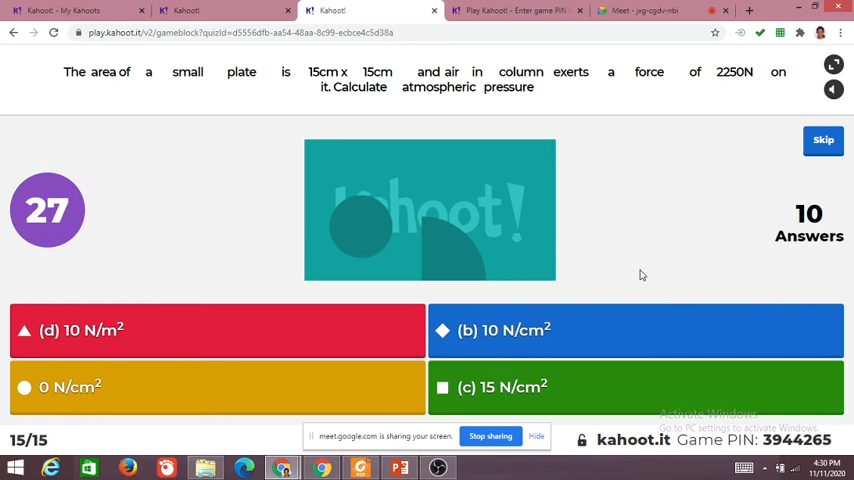 Kahoot! - My Kahoots
Kahoot!
Kahoot!
Play Kahoot! - Enter game PIN
Meet - jxg-cgdv-nbi
play.kahoot.it/v2/gameblock?quizId=d5556dfb-aa54-48aa-8c99-ecbce4c5d38a
The area of a small plate is 15cm x 15cm and air in column exerts a force of 2250N on
it. Calculate atmospheric pressure
Skip
27
Kahoot!
10
Answers
(d) 10 N/m²
(b) 10 N/cm²
0 N/cm²
(c) 15 N/cm²
Activate Windows
Go to PC settings to activate Windows.
15/15
meet.google.com is sharing your screen.
Stop sharing
Hide
kahoot.it Game PIN: 3944265
4:30 PM
11/11/2020